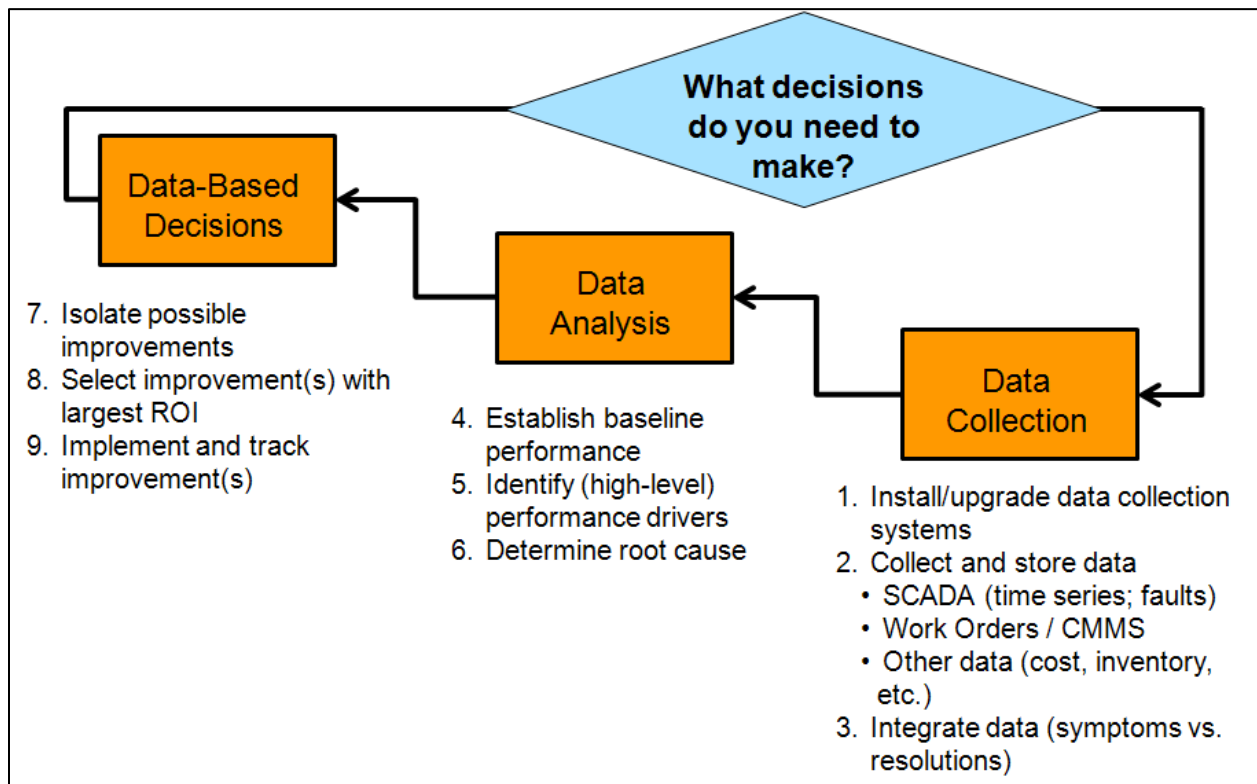 What decisions
do you need to
make?
Data-Based
Decisions
7. Isolate possible
improvements
8. Select improvement(s) with
largest ROI
9. Implement and track
improvement(s)
Data
Analysis
4. Establish baseline
performance
5. Identify (high-level)
performance drivers
6. Determine root cause
Data
Collection
1. Install/upgrade data collection
systems
2. Collect and store data
• SCADA (time series; faults)
• Work Orders / CMMS
• Other data (cost, inventory,
etc.)
3. Integrate data (symptoms vs.
resolutions)